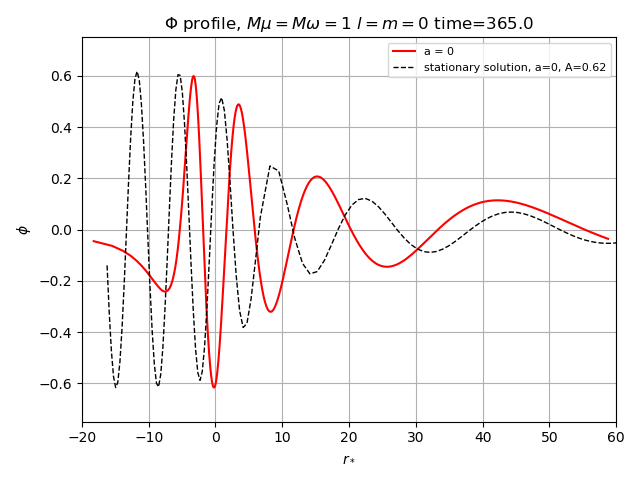 Φ profile, Mμ = Mω = 1 l = m = 0 time=365.0
a = 0
stationary solution, a=0, A=0.62
ϕ
0.6
0.4
0.2
0.0
−0.2
−0.4
−0.6
−20 −10 0 10 20 30 40 50 60
r*